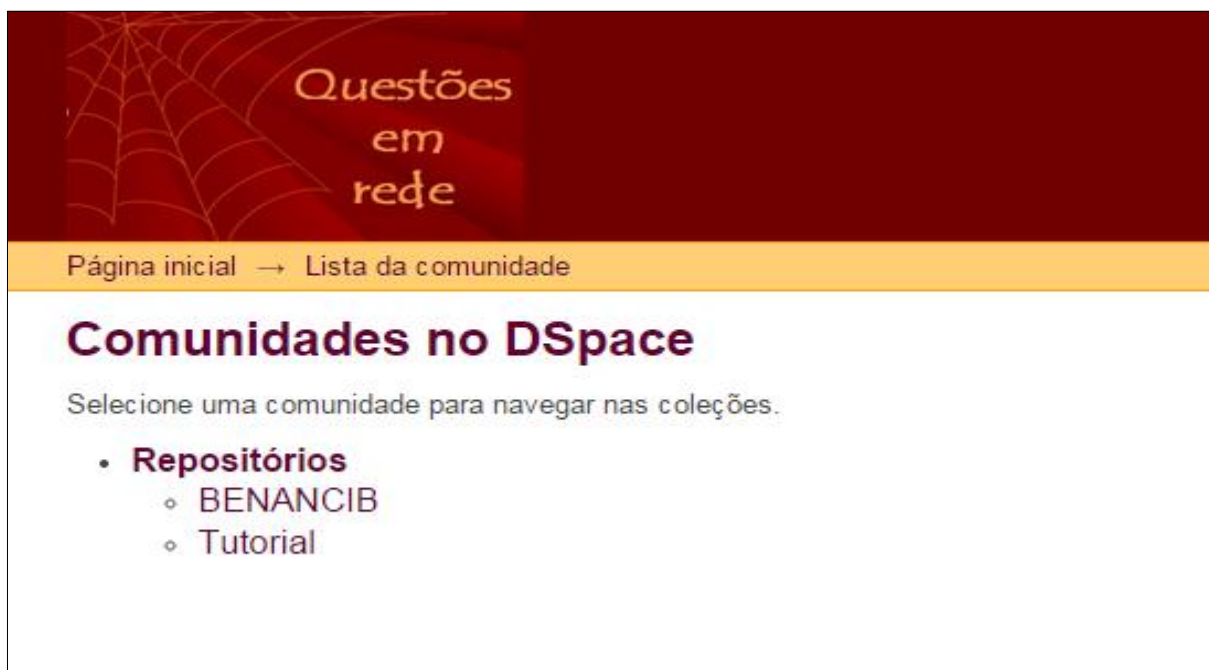 Questões
em
rede
Página inicial → Lista da comunidade
Comunidades no DSpace
Selecione uma comunidade para navegar nas coleções.
Repositórios
BENANCIB
Tutorial